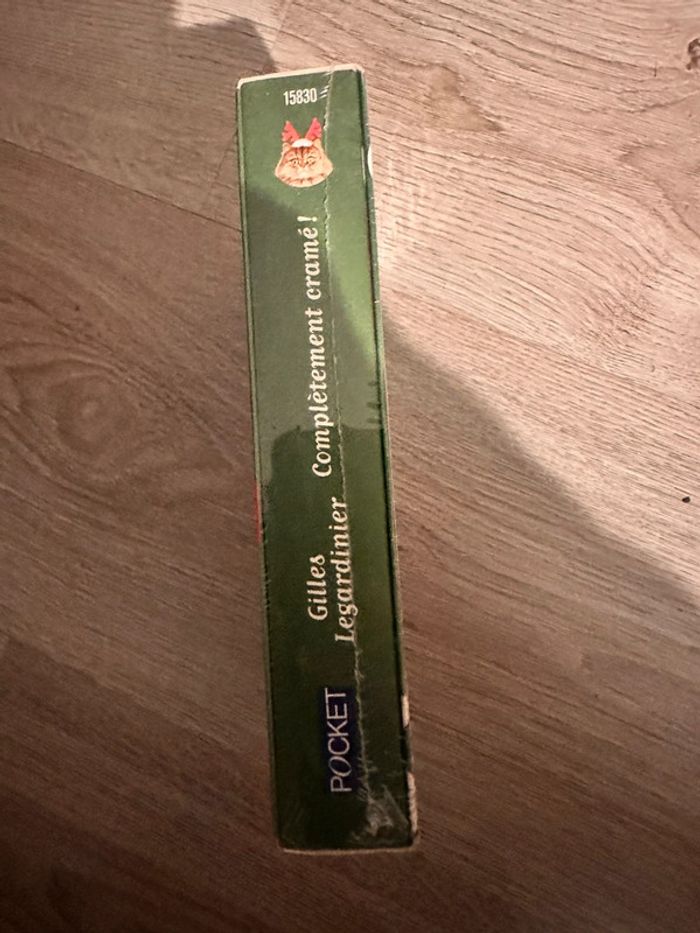 15830
Complètement cramé !
Gilles
Legardinier
POCKET